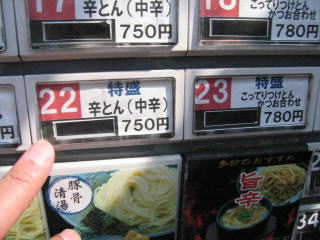 17
辛とん(中辛)
750円
18
こってりつけとん
かつお合わせ
780円
22
特盛
辛とん(中辛)
750円
23
特盛
こってりつけとん
かつお合わせ
780円
円
豚骨
清湯
旨辛
34